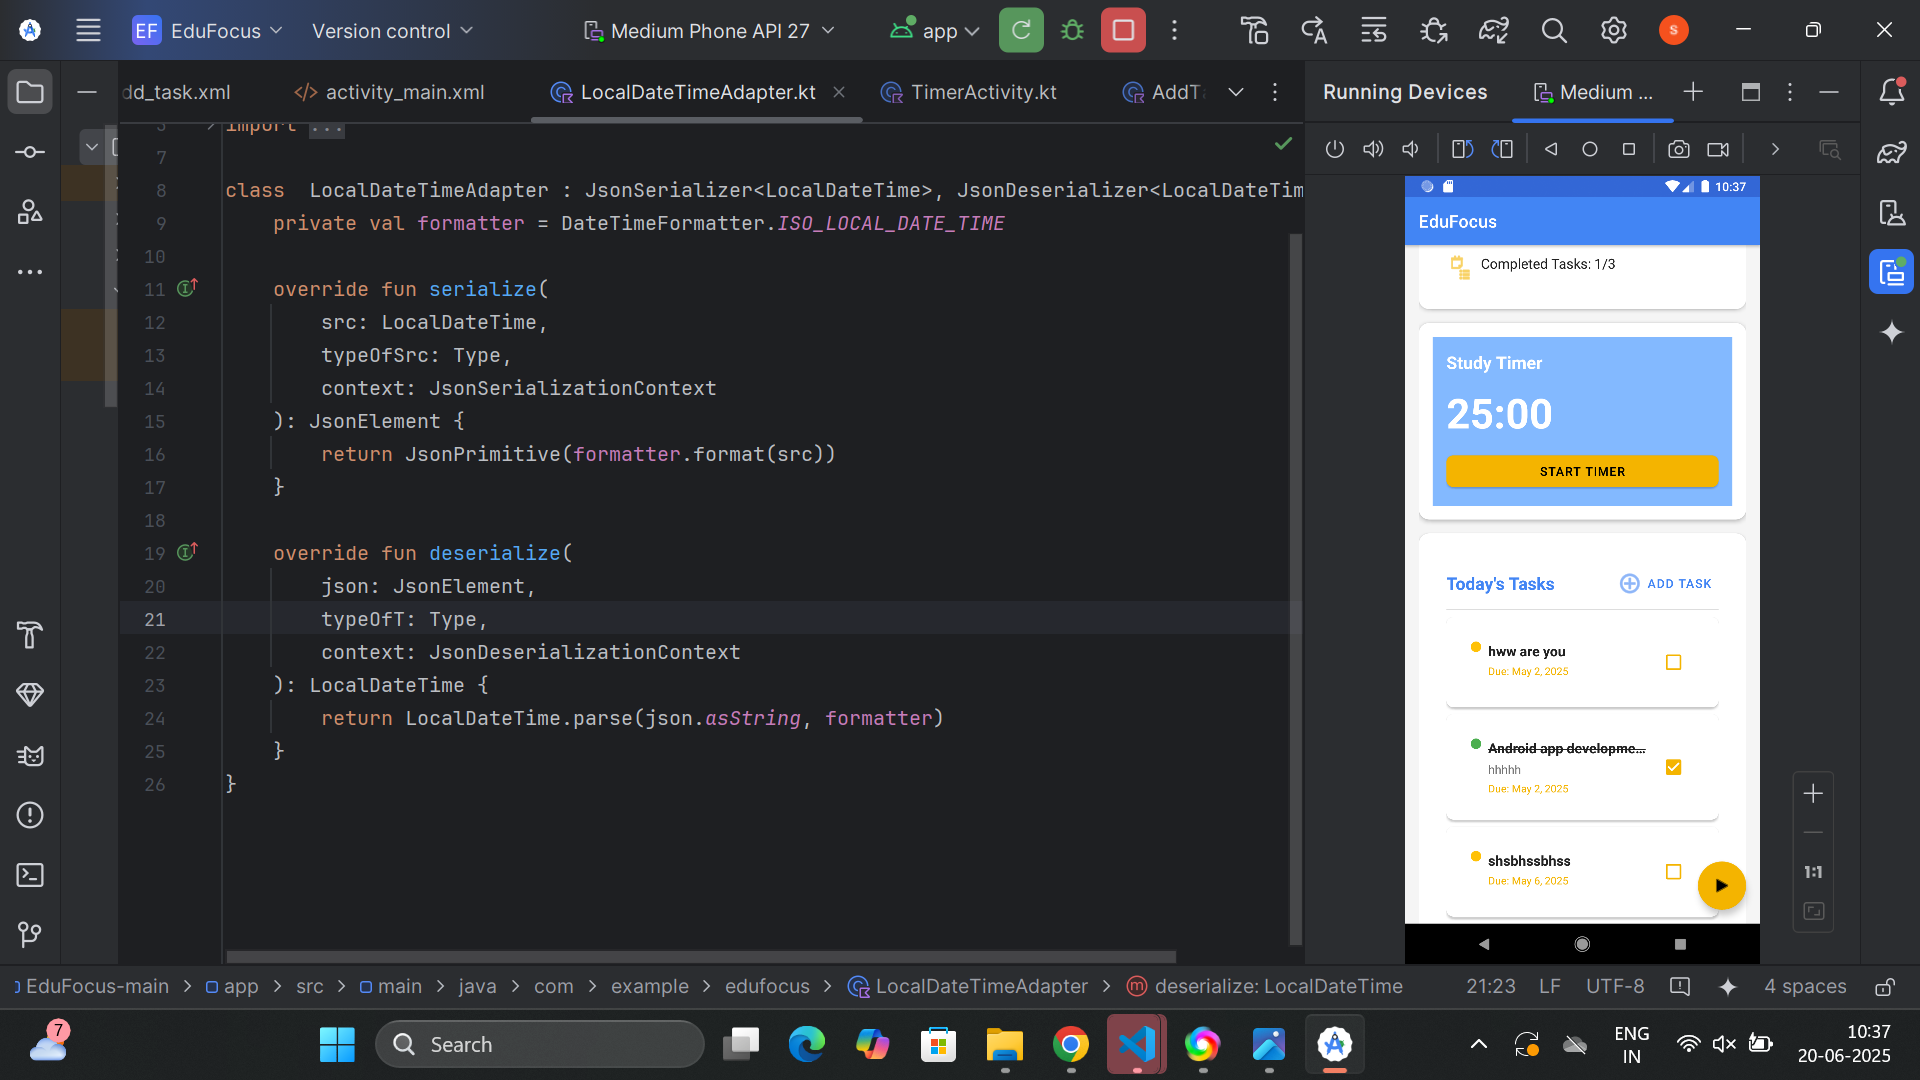 EF EduFocus
Version control
Medium Phone API 27
app
S
dd_task.xml
activity_main.xml
LocalDateTimeAdapter.kt
TimerActivity.kt
AddT
Running Devices
Medium ...
import ...
7
8 class LocalDateTimeAdapter : JsonSerializer<LocalDateTime>, JsonDeserializer<LocalDateTim
9 private val formatter = DateTimeFormatter.ISO_LOCAL_DATE_TIME
10
11 override fun serialize(
12 src: LocalDateTime,
13 typeOfSrc: Type,
14 context: JsonSerializationContext
15 ): JsonElement {
16 return JsonPrimitive(formatter.format(src))
17 }
18
19 override fun deserialize(
20 json: JsonElement,
21 typeOfT: Type,
22 context: JsonDeserializationContext
23 ): LocalDateTime {
24 return LocalDateTime.parse(json.asString, formatter)
25 }
26 }
10:37
EduFocus
Completed Tasks: 1/3
Study Timer
25:00
START TIMER
Today's Tasks
ADD TASK
hww are you
Due: May 2, 2025
Android app developme...
hhhhh
Due: May 2, 2025
shsbhssbhss
Due: May 6, 2025
1:1
EduFocus-main > app > src > main > java > com > example > edufocus > LocalDateTimeAdapter > deserialize: LocalDateTime
21:23 LF UTF-8 4 spaces
7
Search
ENG
IN
10:37
20-06-2025